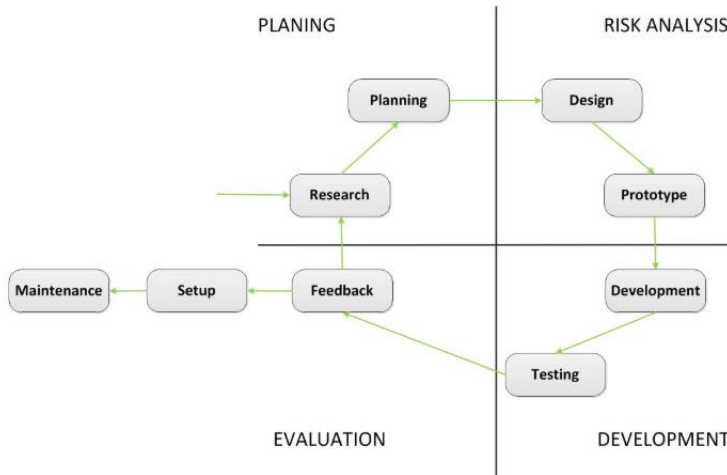 PLANING
RISK ANALYSIS
Planning
Design
Research
Prototype
Maintenance
Setup
Feedback
Development
Testing
EVALUATION
DEVELOPMENT